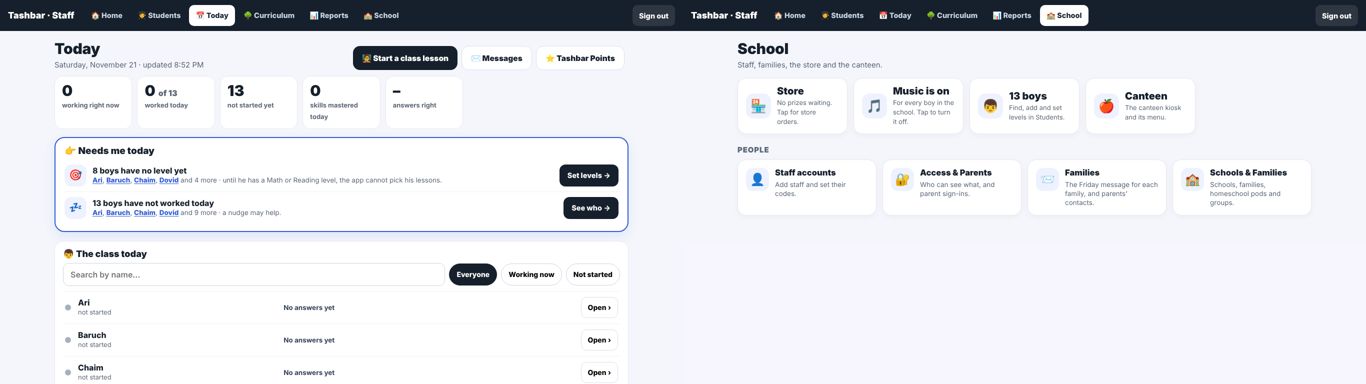 Tashbar · Staff
Home
Students
Today
Curriculum
Reports
School
Sign out
Today
Saturday, November 21 · updated 8:52 PM
Start a class lesson
Messages
Tashbar Points
0
working right now
0 of 13
worked today
13
not started yet
0
skills mastered
today
–
answers right
Needs me today
8 boys have no level yet
Ari, Baruch, Chaim, Dovid and 4 more · until he has a Math or Reading level, the app cannot pick his lessons.
Set levels →
13 boys have not worked today
Ari, Baruch, Chaim, Dovid and 9 more · a nudge may help.
See who →
The class today
Search by name...
Everyone
Working now
Not started
Ari
not started
No answers yet
Open ›
Baruch
not started
No answers yet
Open ›
Chaim
not started
No answers yet
Open ›
Tashbar · Staff
Home
Students
Today
Curriculum
Reports
School
Sign out
School
Staff, families, the store and the canteen.
Store
No prizes waiting.
Tap for store
orders.
Music is on
For every boy in the
school. Tap to turn
it off.
13 boys
Find, add and set
levels in Students.
Canteen
The canteen kiosk
and its menu.
PEOPLE
Staff accounts
Add staff and set their
codes.
Access & Parents
Who can see what, and
parent sign-ins.
Families
The Friday message for each
family, and parents'
contacts.
Schools & Families
Schools, families,
homeschool pods and
groups.